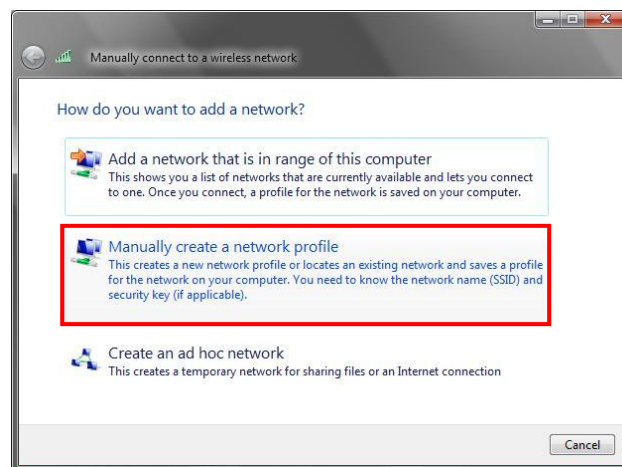 Manually connect to a wireless network
How do you want to add a network?
Add a network that is in range of this computer
This shows you a list of networks that are currently available and lets you connect
to one. Once you connect, a profile for the network is saved on your computer.
Manually create a network profile
This creates a new network profile or locates an existing network and saves a profile
for the network on your computer. You need to know the network name (SSID) and
security key (if applicable).
Create an ad hoc network
This creates a temporary network for sharing files or an Internet connection
Cancel